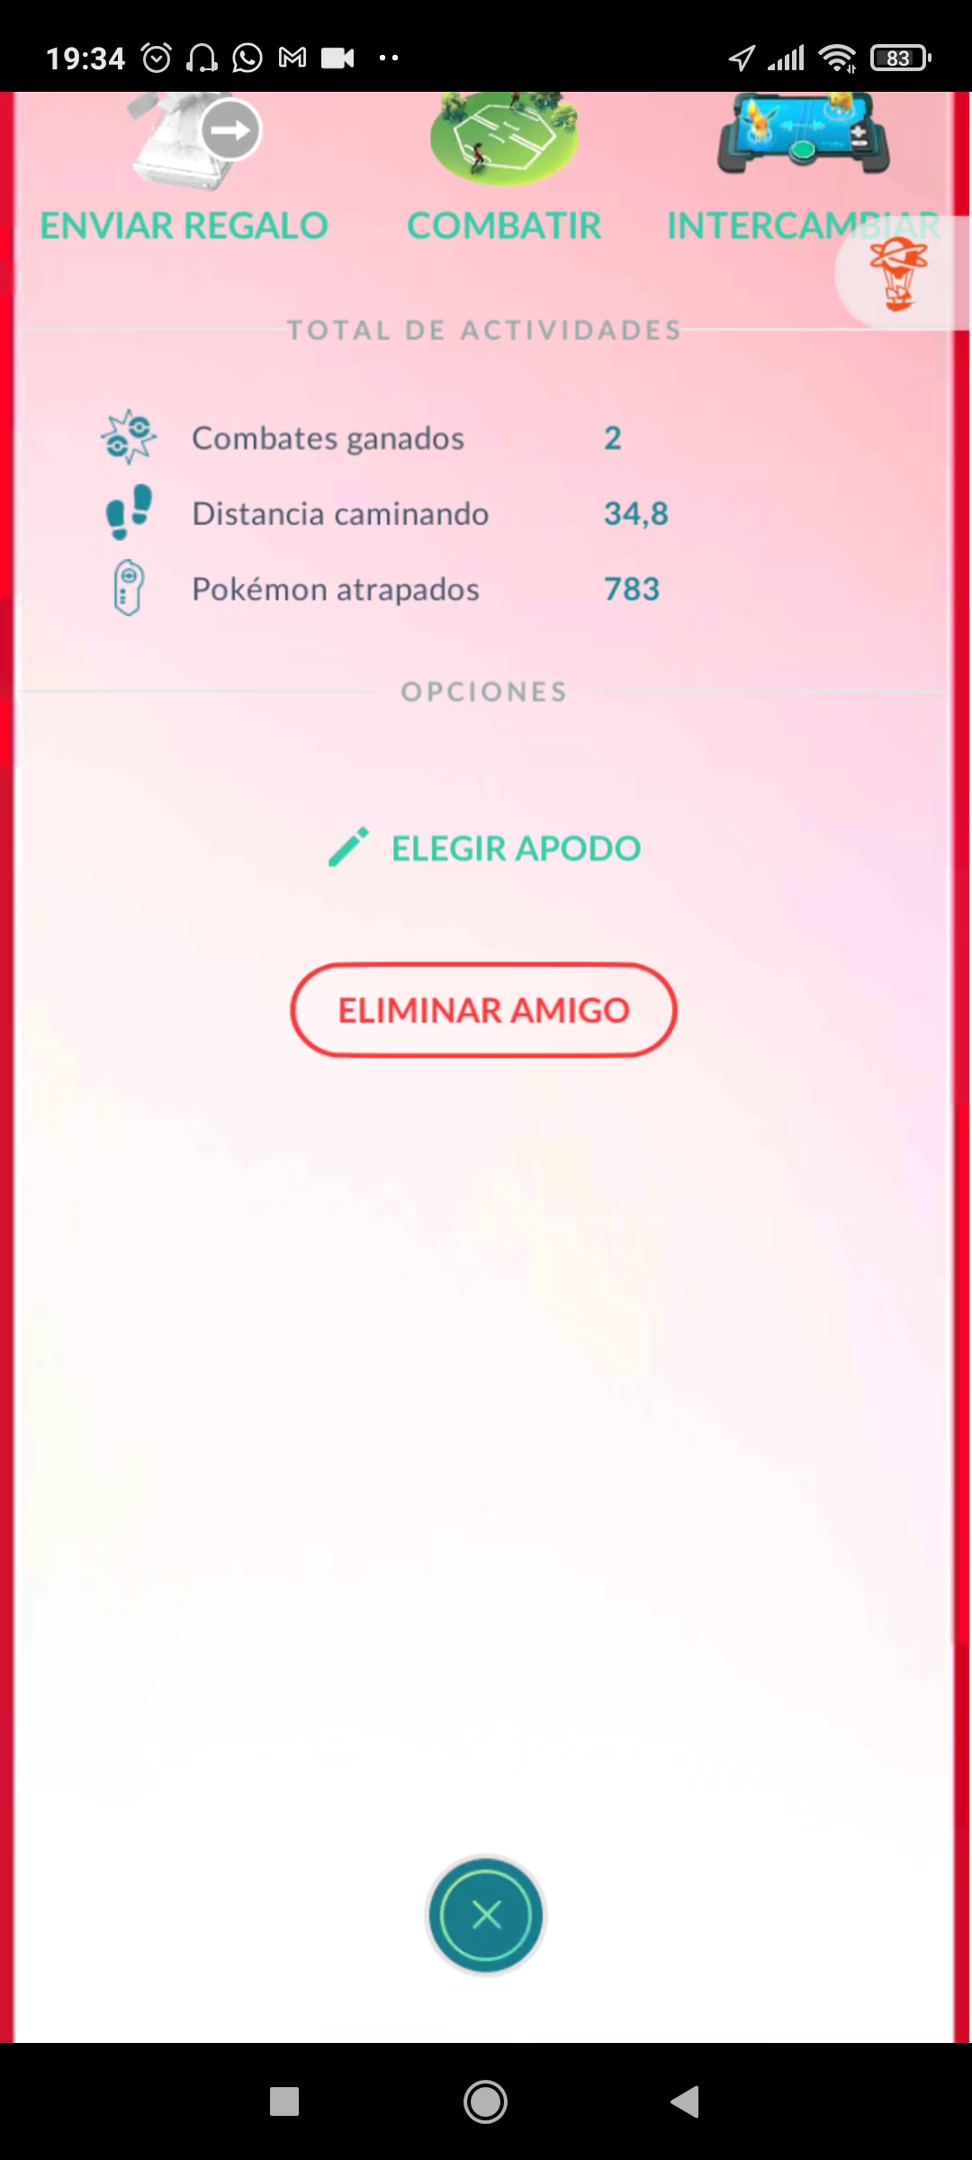 19:34
83
ENVIAR REGALO COMBATIR INTERCAMBIAR
TOTAL DE ACTIVIDADES
Combates ganados 2
Distancia caminando 34,8
Pokémon atrapados 783
OPCIONES
ELEGIR APODO
ELIMINAR AMIGO